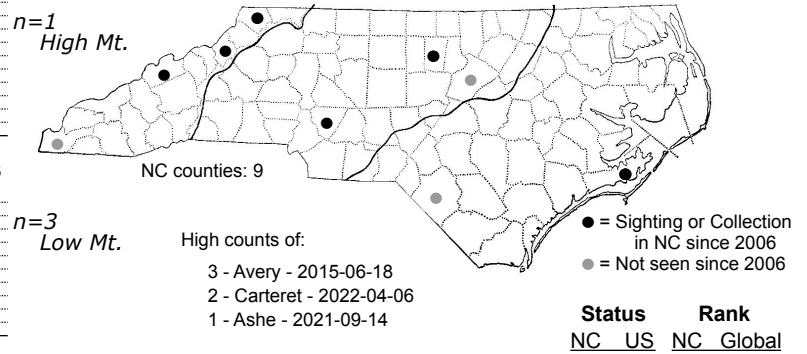 n=1
High Mt.
NC counties: 9
n=3
Low Mt.
High counts of:
3 - Avery - 2015-06-18
2 - Carteret - 2022-04-06
1 - Ashe - 2021-09-14
● = Sighting or Collection
in NC since 2006
● = Not seen since 2006
Status Rank
NC US NC Global